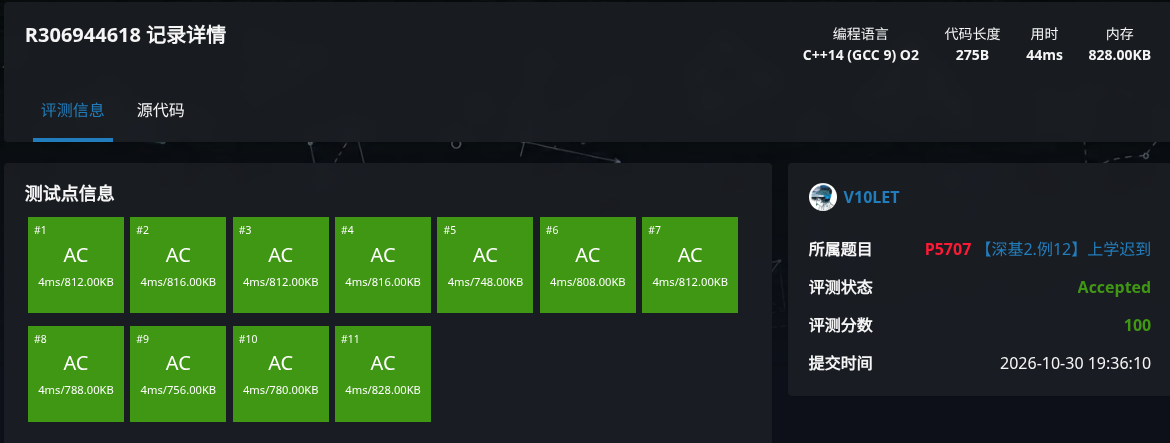 R306944618 记录详情
编程语言 代码长度 用时 内存
C++14 (GCC 9) O2 275B 44ms 828.00KB
评测信息 源代码
测试点信息
#1 #2 #3 #4 #5 #6 #7
AC AC AC AC AC AC AC
4ms/812.00KB 4ms/816.00KB 4ms/812.00KB 4ms/816.00KB 4ms/748.00KB 4ms/808.00KB 4ms/812.00KB
#8 #9 #10 #11
AC AC AC AC
4ms/788.00KB 4ms/756.00KB 4ms/780.00KB 4ms/828.00KB
V10LET
所属题目 P5707 【深基2.例12】上学迟到
评测状态 Accepted
评测分数 100
提交时间 2026-10-30 19:36:10